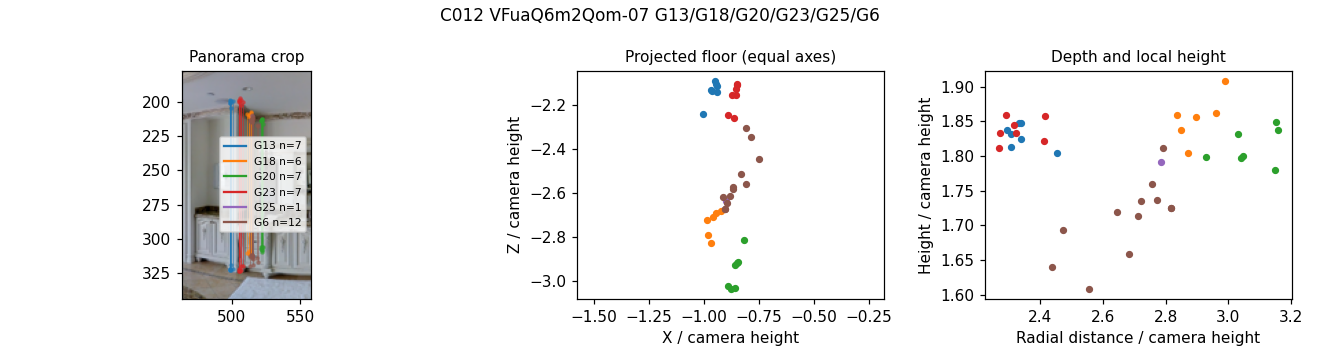 C012 VFuaQ6m2Qom-07 G13/G18/G20/G23/G25/G6
Panorama crop
200
225
250
275
300
325
500
550
G13 n=7
G18 n=6
G20 n=7
G23 n=7
G25 n=1
G6 n=12
Projected floor (equal axes)
Z / camera height
−2.2
−2.4
−2.6
−2.8
−3.0
−1.50
−1.25
−1.00
−0.75
−0.50
−0.25
X / camera height
Depth and local height
Height / camera height
1.90
1.85
1.80
1.75
1.70
1.65
1.60
2.4
2.6
2.8
3.0
3.2
Radial distance / camera height